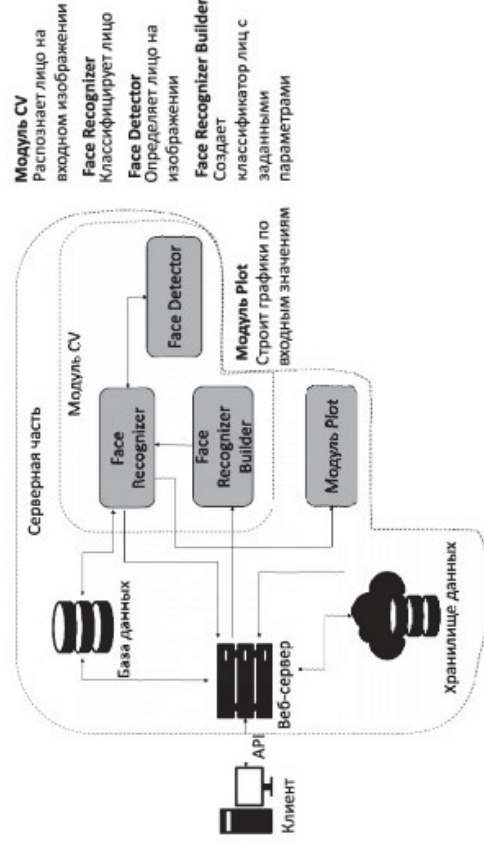 Серверная часть
Модуль CV
База данных
Face
Recognizer
Face Detector
Face
Recognizer
Builder
Модуль Plot
Клиент
API
Веб-сервер
Хранилище данных
Модуль CV
Распознает лицо на
входном изображении
Face Recognizer
Классифицирует лицо
Face Detector
Определяет лицо на
изображении
Face Recognizer Builder
Создает
классификатор лиц с
заданными
параметрами
Модуль Plot
Строит графики по
входным значениям